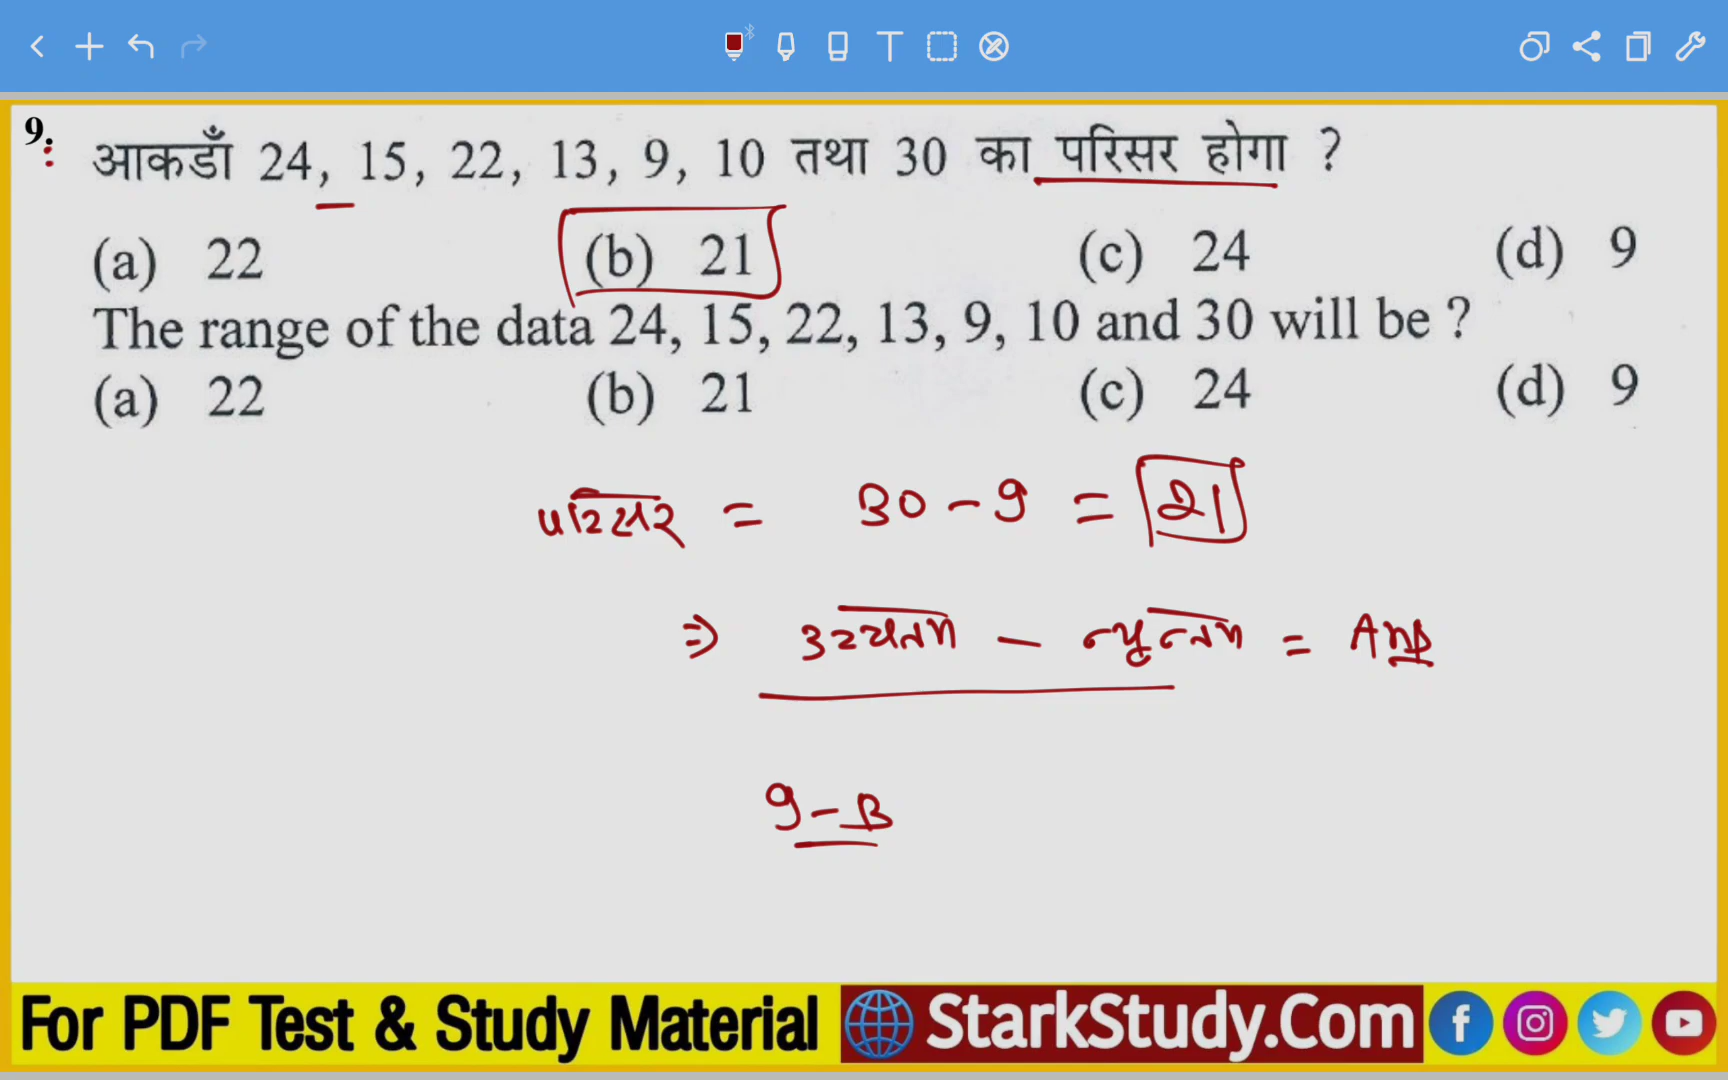 9.
आकडाँ 24, 15, 22, 13, 9, 10 तथा 30 का परिसर होगा ?
(a) 22 (b) 21 (c) 24 (d) 9
The range of the data 24, 15, 22, 13, 9, 10 and 30 will be ?
(a) 22 (b) 21 (c) 24 (d) 9
परिसर = 30 - 9 = 21
⇒ उच्चतम - न्यूनतम = Ans
9 - B
For PDF Test & Study Material StarkStudy.Com